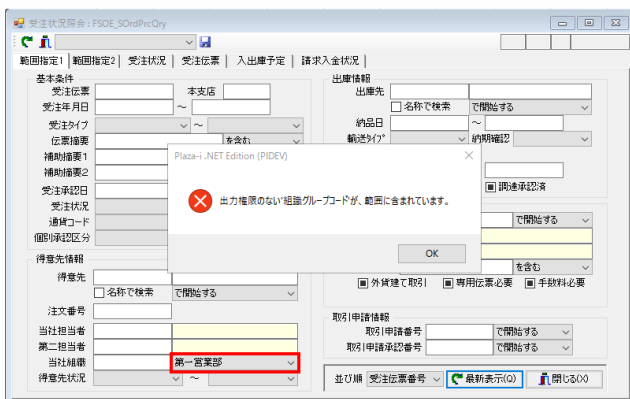 受注状況照会 : FSOE_SOrdPrcQry
範囲指定1 範囲指定2 受注状況 受注伝票 入出庫予定 請求入金状況
基本条件
受注伝票 本支店
受注年月日 ～
受注タイプ ～
伝票摘要 を含む
補助摘要1
補助摘要2
受注承認日
受注状況
通貨コード
個別承認区分
出庫情報
出庫先
名称で検索 で開始する
納品日 ～
輸送ﾀｲﾌﾟ 納期確認
調達承認済
で開始する
を含む
外貨建て取引 専用伝票必要 手数料必要
Plaza-i .NET Edition (PIDEV)
出力権限のない'組織グループコードが、範囲に含まれています。
OK
得意先情報
得意先
名称で検索 で開始する
注文番号
当社担当者
第二担当者
当社組織 第一営業部
得意先状況 ～
取引申請情報
取引申請番号 で開始する
取引申請承認番号 で開始する
並び順 受注伝票番号 最新表示(Q) 閉じる(X)